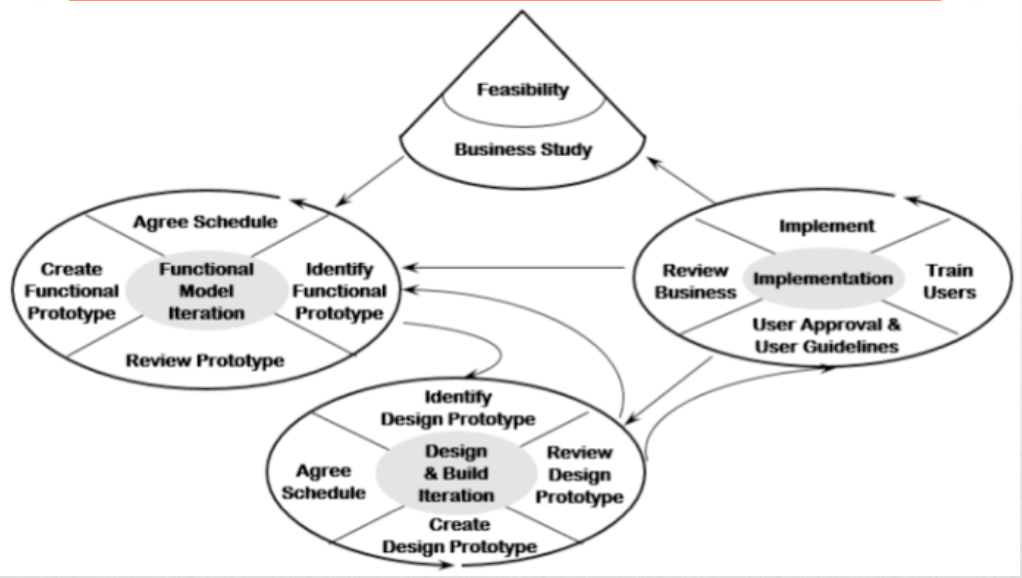 Feasibility
Business Study
Agree Schedule
Create
Functional
Prototype
Functional
Model
Iteration
Identify
Functional
Prototype
Review Prototype
Implement
Review
Business
Implementation
Train
Users
User Approval &
User Guidelines
Identify
Design Prototype
Agree
Schedule
Design
& Build
Iteration
Review
Design
Prototype
Create
Design Prototype